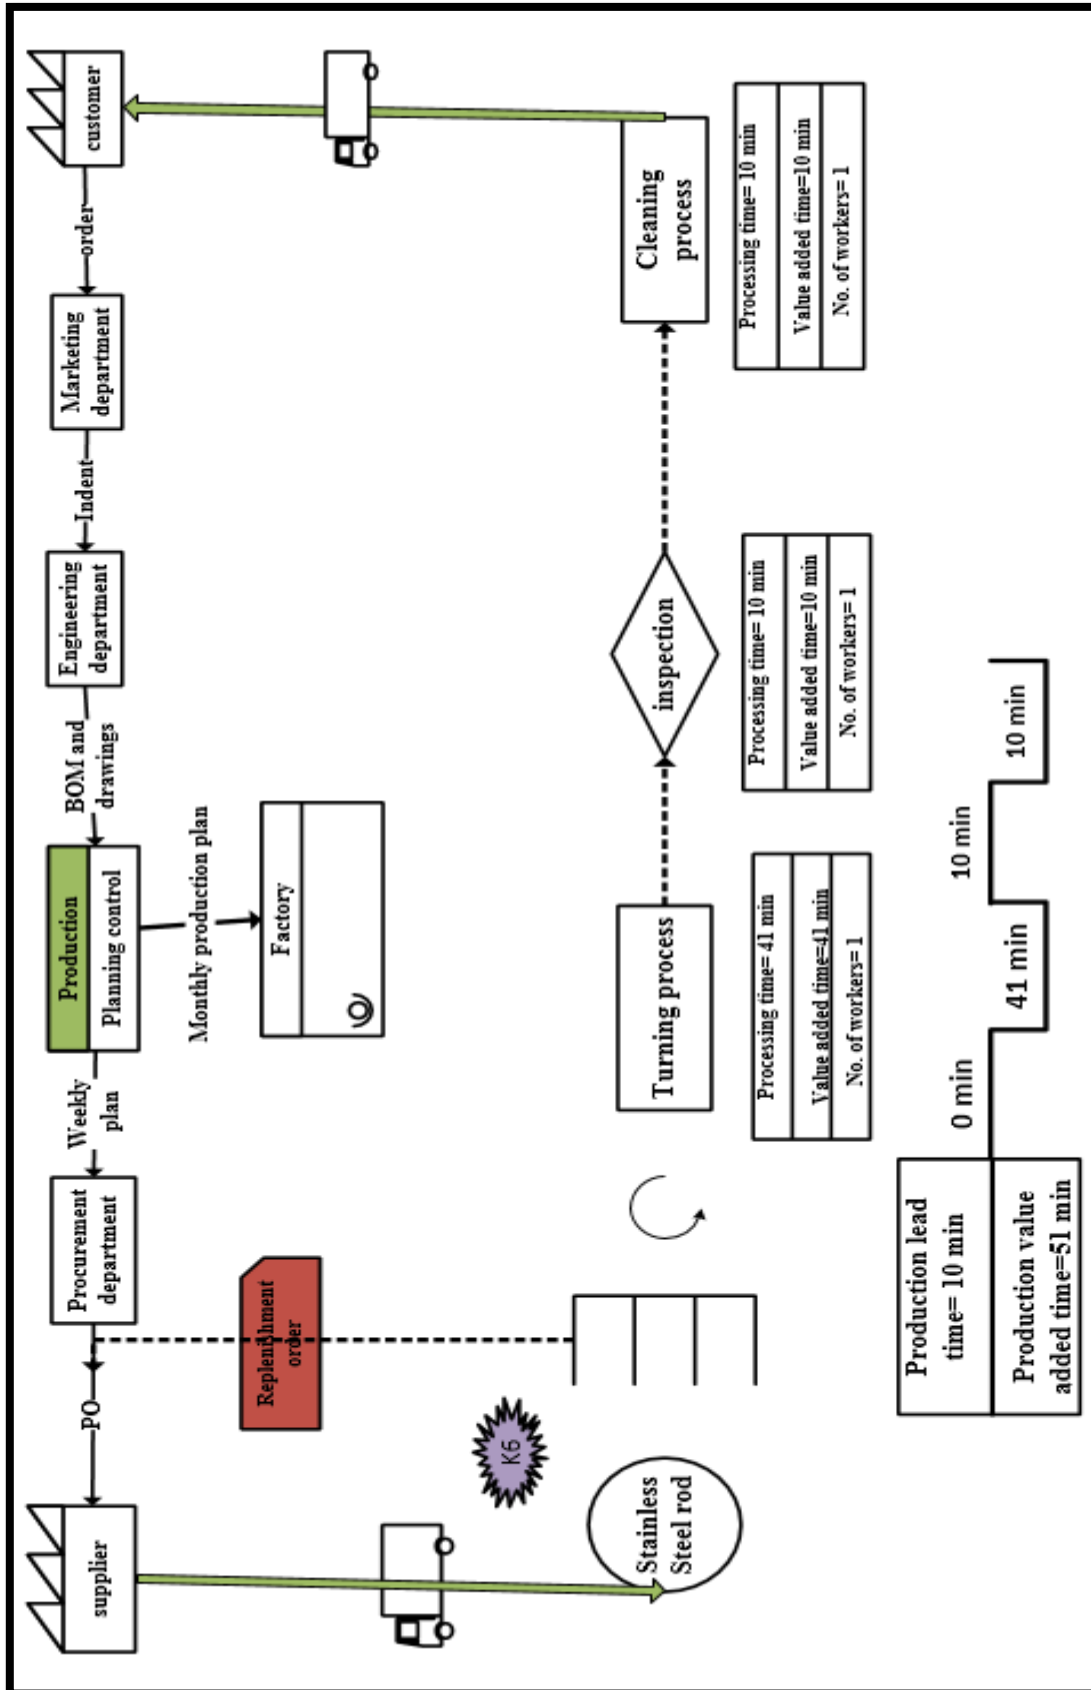 supplier
PO
Procurement
department
Weekly
plan
Production
Planning control
BOM and
drawings
Engineering
department
Indent
Marketing
department
order
customer
Replenishment
order
Monthly production plan
Factory
K6
Stainless
Steel rod
Turning process
inspection
Cleaning
process
Processing time= 41 min
Value added time=41 min
No. of workers= 1
Processing time= 10 min
Value added time=10 min
No. of workers= 1
Processing time= 10 min
Value added time=10 min
No. of workers= 1
Production lead
time= 10 min
Production value
added time=51 min
0 min
41 min
10 min
10 min